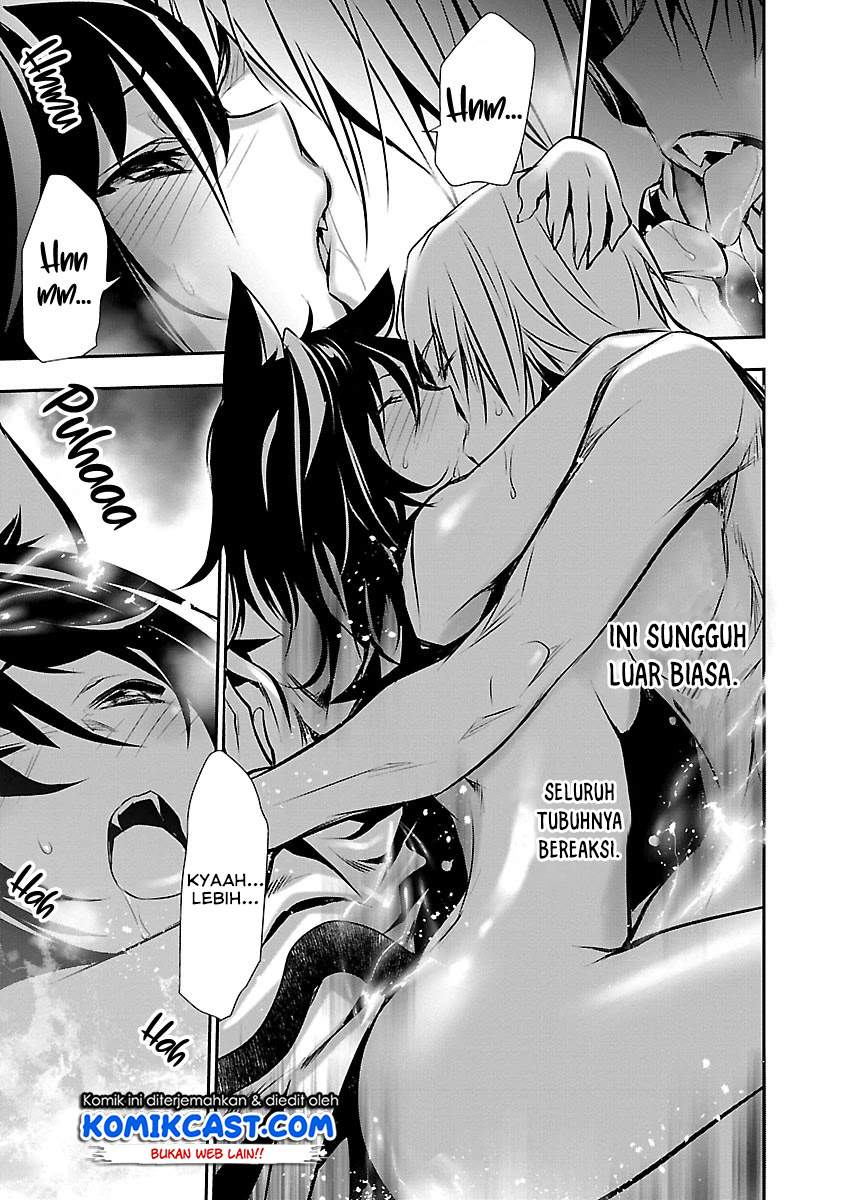 Hnm...
Hnmu
Hnn
mm...
Puhaaa
INI SUNGGUH
LUAR BIASA.
SELURUH
TUBUHNYA
BEREAKSI.
KYAAH...
LEBIH...
Hah
Hah
Komik ini diterjemahkan & diedit oleh
KOMIKCAST.COM
BUKAN WEB LAIN!!